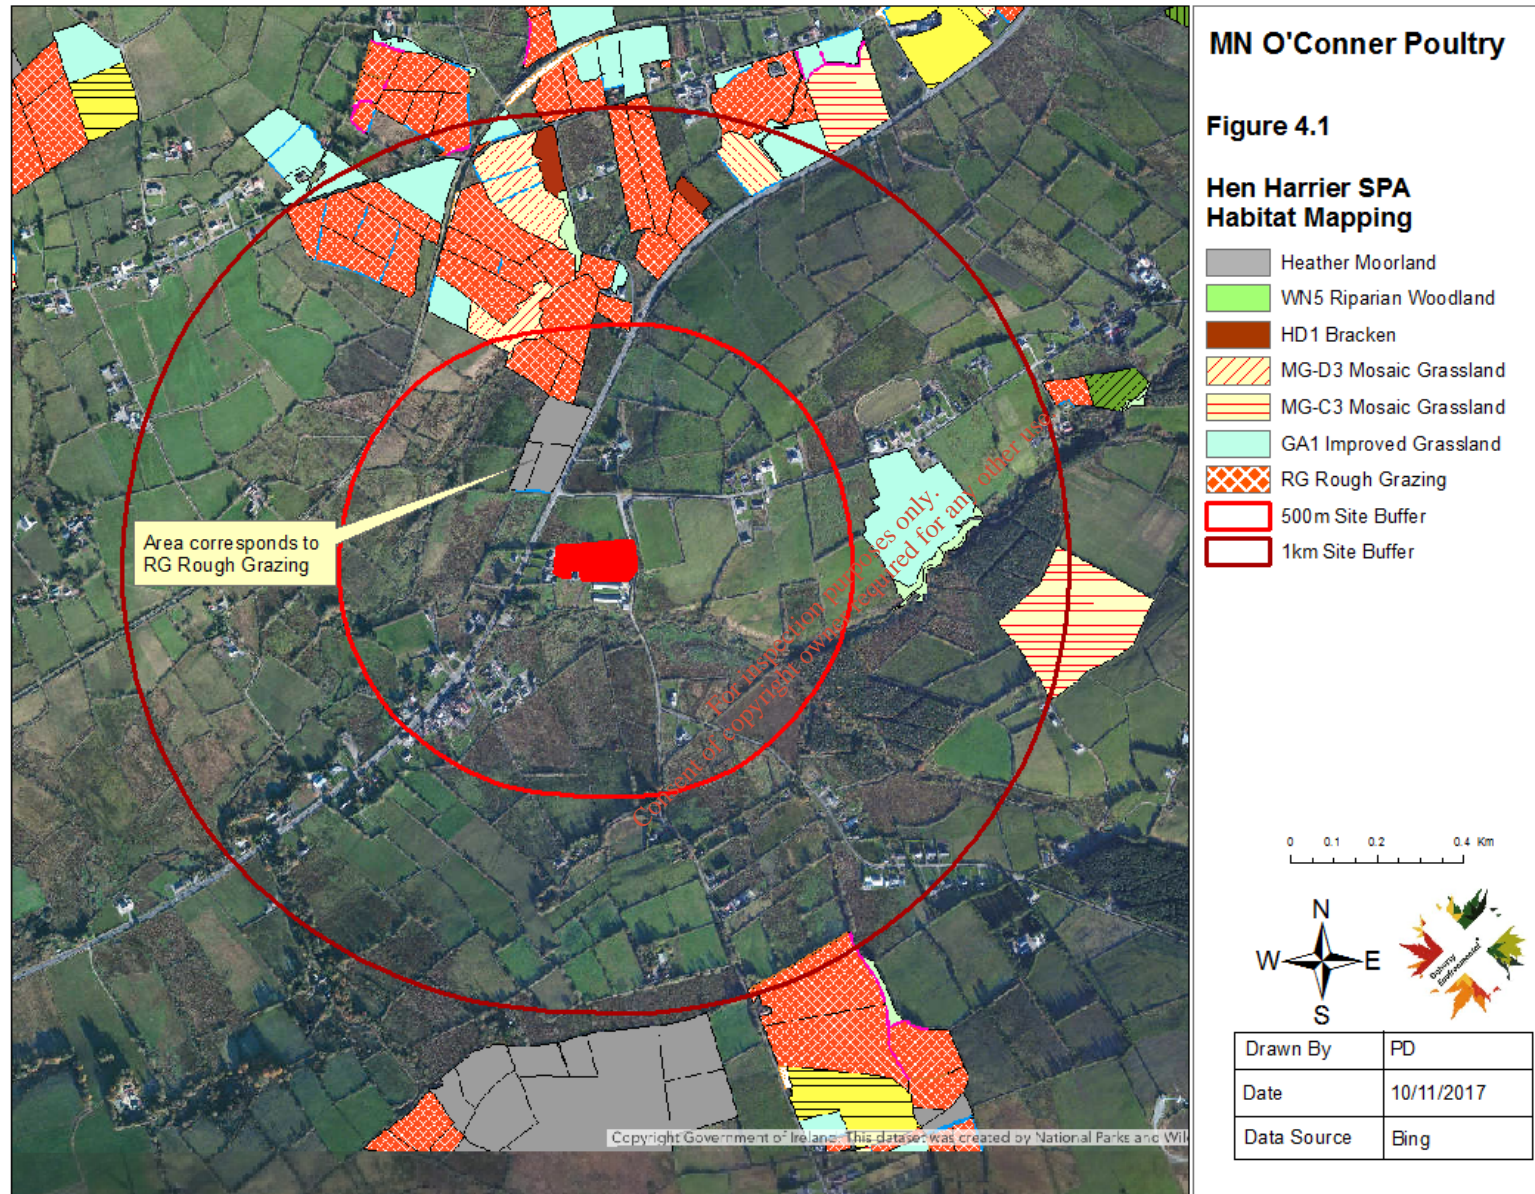 MN O'Conner Poultry
Figure 4.1
Hen Harrier SPA
Habitat Mapping
Heather Moorland
WN5 Riparian Woodland
HD1 Bracken
MG-D3 Mosaic Grassland
MG-C3 Mosaic Grassland
GA1 Improved Grassland
RG Rough Grazing
500m Site Buffer
1km Site Buffer
Area corresponds to
RG Rough Grazing
For inspection purposes only.
Consent of copyright owner required for any other use.
0 0.1 0.2 0.4 Km
N
W E
S
Doherty
Environmental
Drawn By PD
Date 10/11/2017
Data Source Bing
Copyright Government of Ireland. This dataset was created by National Parks and Wil